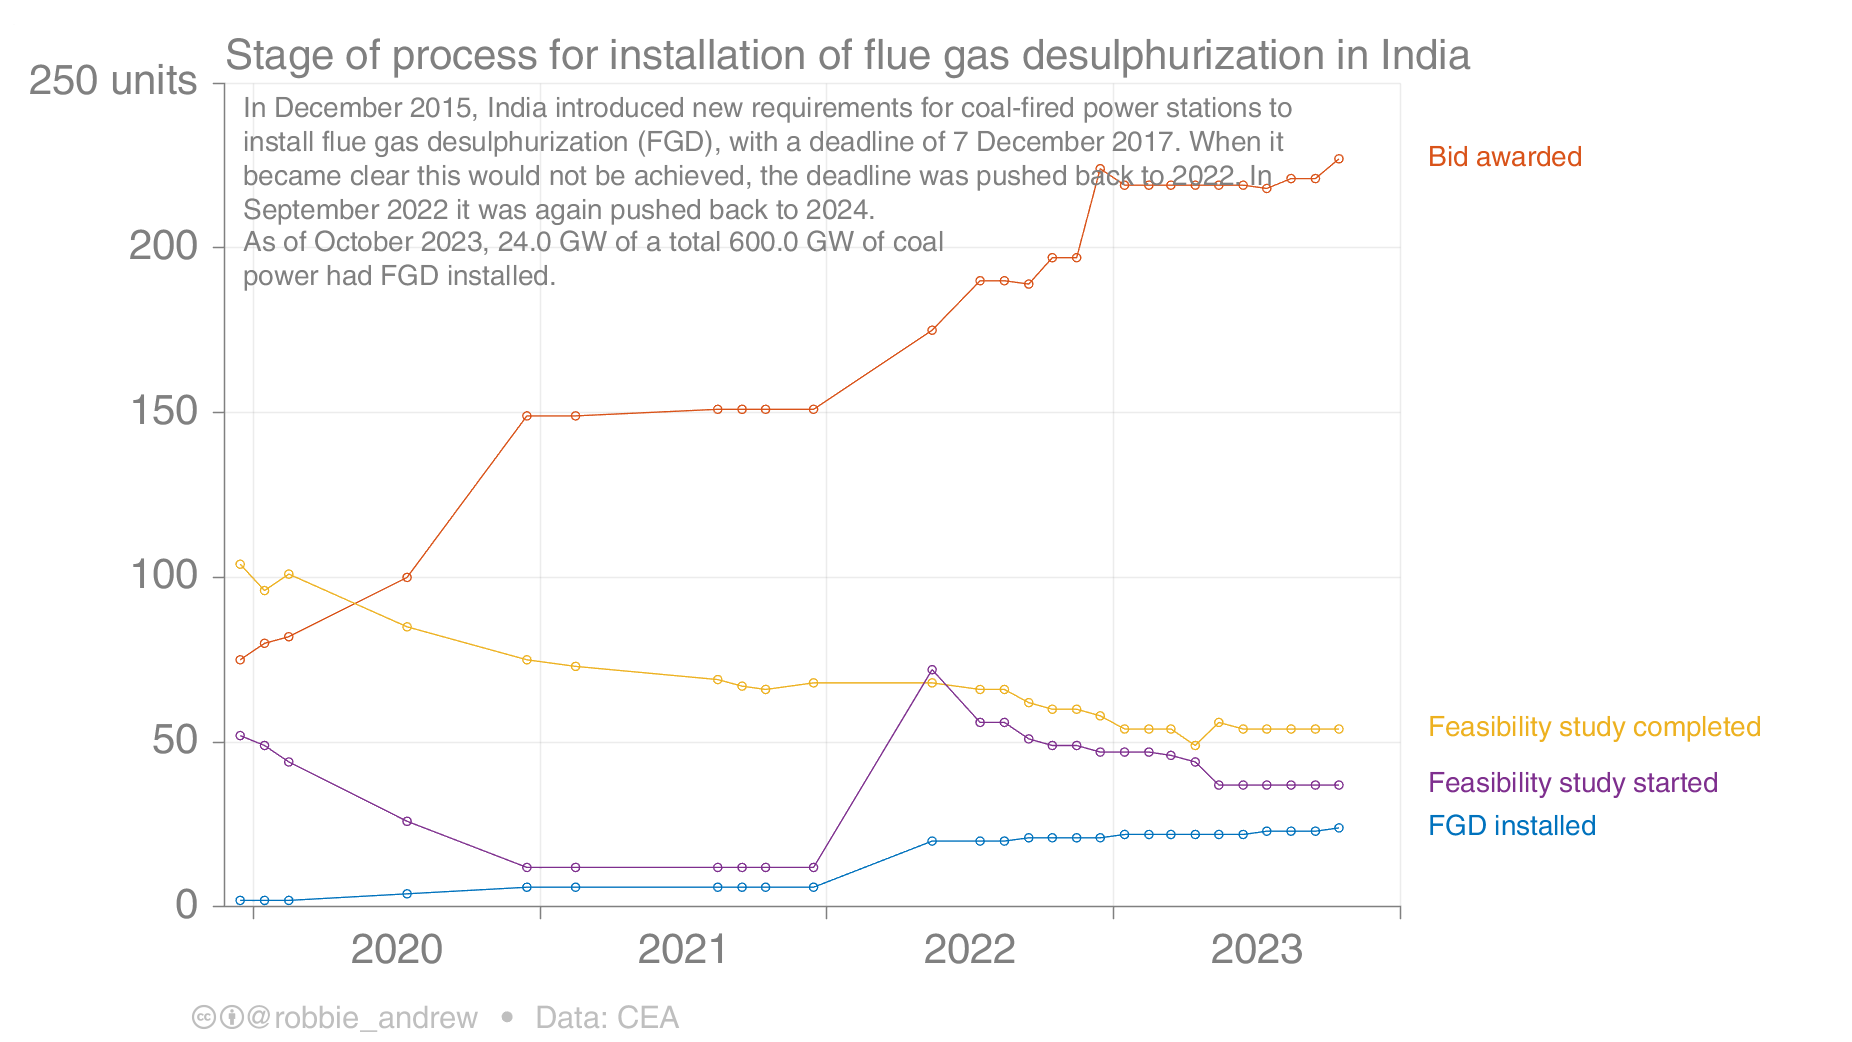 Stage of process for installation of flue gas desulphurization in India
250 units
In December 2015, India introduced new requirements for coal-fired power stations to
install flue gas desulphurization (FGD), with a deadline of 7 December 2017. When it
became clear this would not be achieved, the deadline was pushed back to 2022. In
September 2022 it was again pushed back to 2024.
As of October 2023, 24.0 GW of a total 600.0 GW of coal
power had FGD installed.
Bid awarded
200
150
100
50
0
Feasibility study completed
Feasibility study started
FGD installed
2020 2021 2022 2023
cc @robbie_andrew • Data: CEA